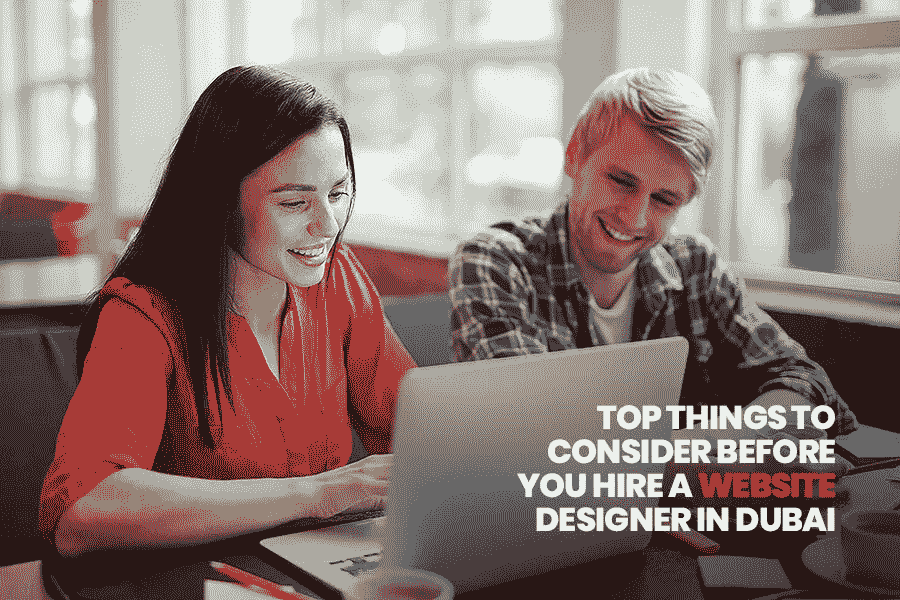 TOP THINGS TO
CONSIDER BEFORE
YOU HIRE A WEBSITE
DESIGNER IN DUBAI